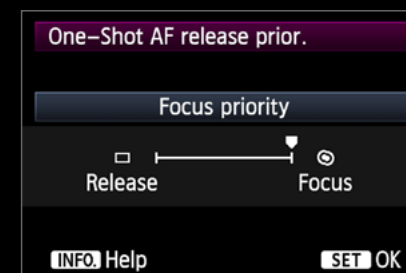 One-Shot AF release prior.
Focus priority
Release Focus
INFO. Help SET OK